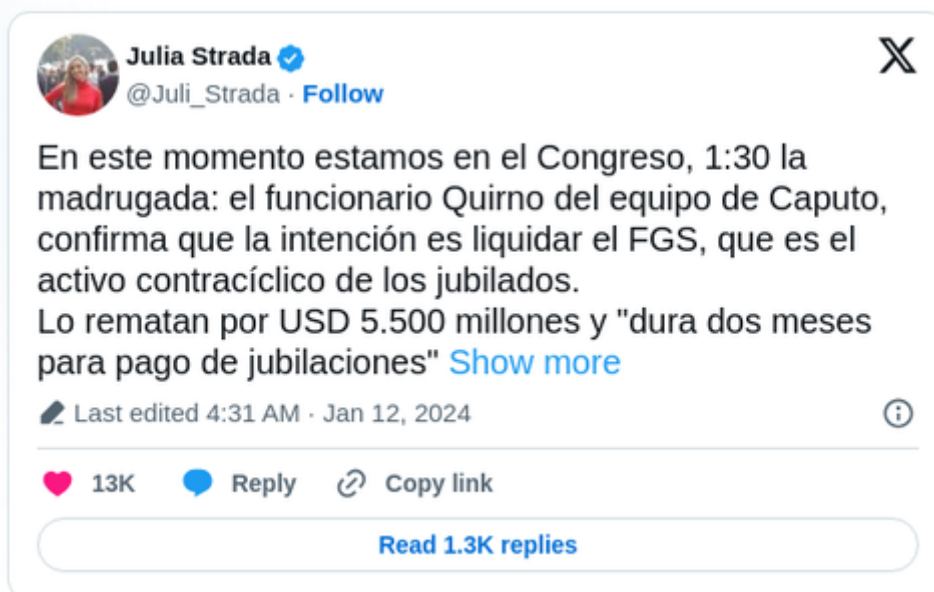 Julia Strada
@Juli_Strada · Follow
En este momento estamos en el Congreso, 1:30 la
madrugada: el funcionario Quirno del equipo de Caputo,
confirma que la intención es liquidar el FGS, que es el
activo contracíclico de los jubilados.
Lo rematan por USD 5.500 millones y "dura dos meses
para pago de jubilaciones" Show more
Last edited 4:31 AM · Jan 12, 2024
13K Reply Copy link
Read 1.3K replies